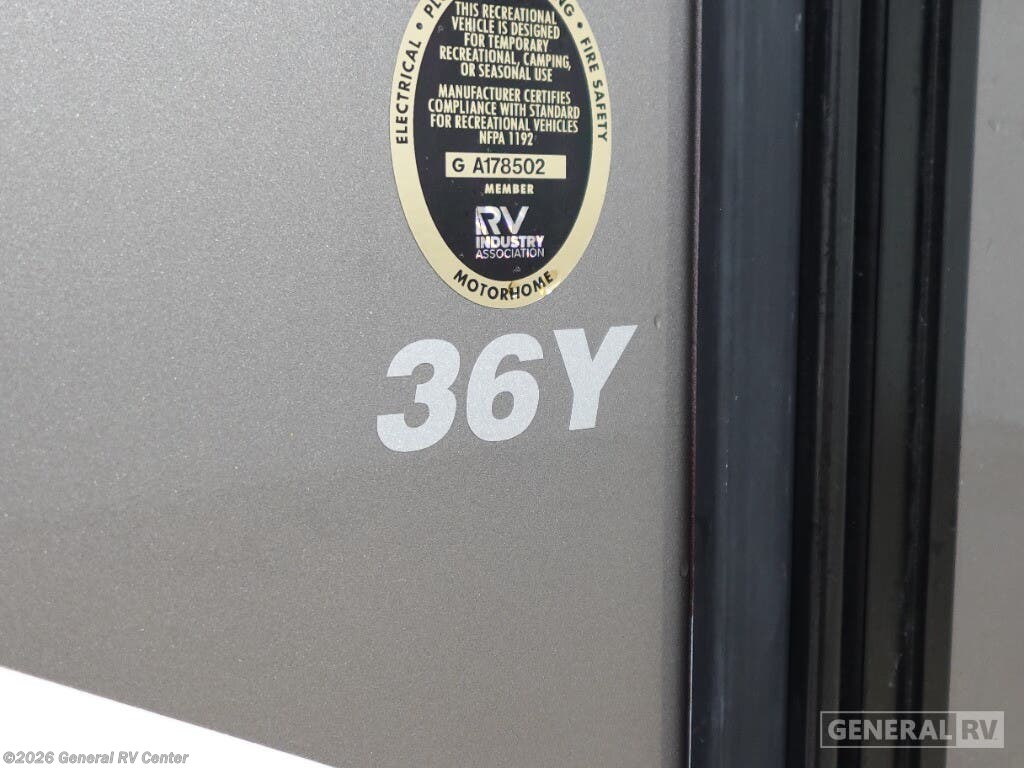 ELECTRICAL •
NG • FIRE SAFETY
THIS RECREATIONAL
VEHICLE IS DESIGNED
FOR TEMPORARY
RECREATIONAL, CAMPING,
OR SEASONAL USE
MANUFACTURER CERTIFIES
COMPLIANCE WITH STANDARD
FOR RECREATIONAL VEHICLES
NFPA 1192
G A178502
MEMBER
RV
INDUSTRY
ASSOCIATION
MOTORHOME
36Y
GENERAL RV
©2026 General RV Center